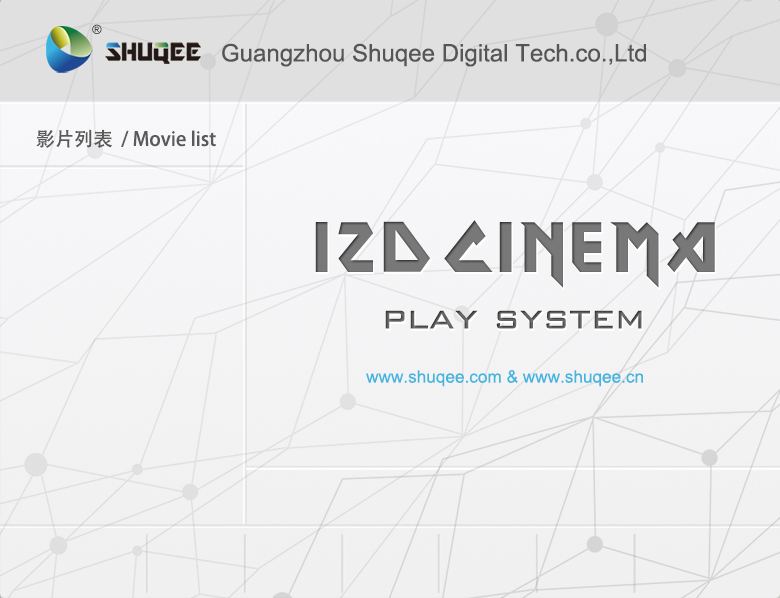 SHUQEE ® Guangzhou Shuqee Digital Tech.co.,Ltd
影片列表 / Movie list
12D CINEMA
PLAY SYSTEM
www.shuqee.com & www.shuqee.cn